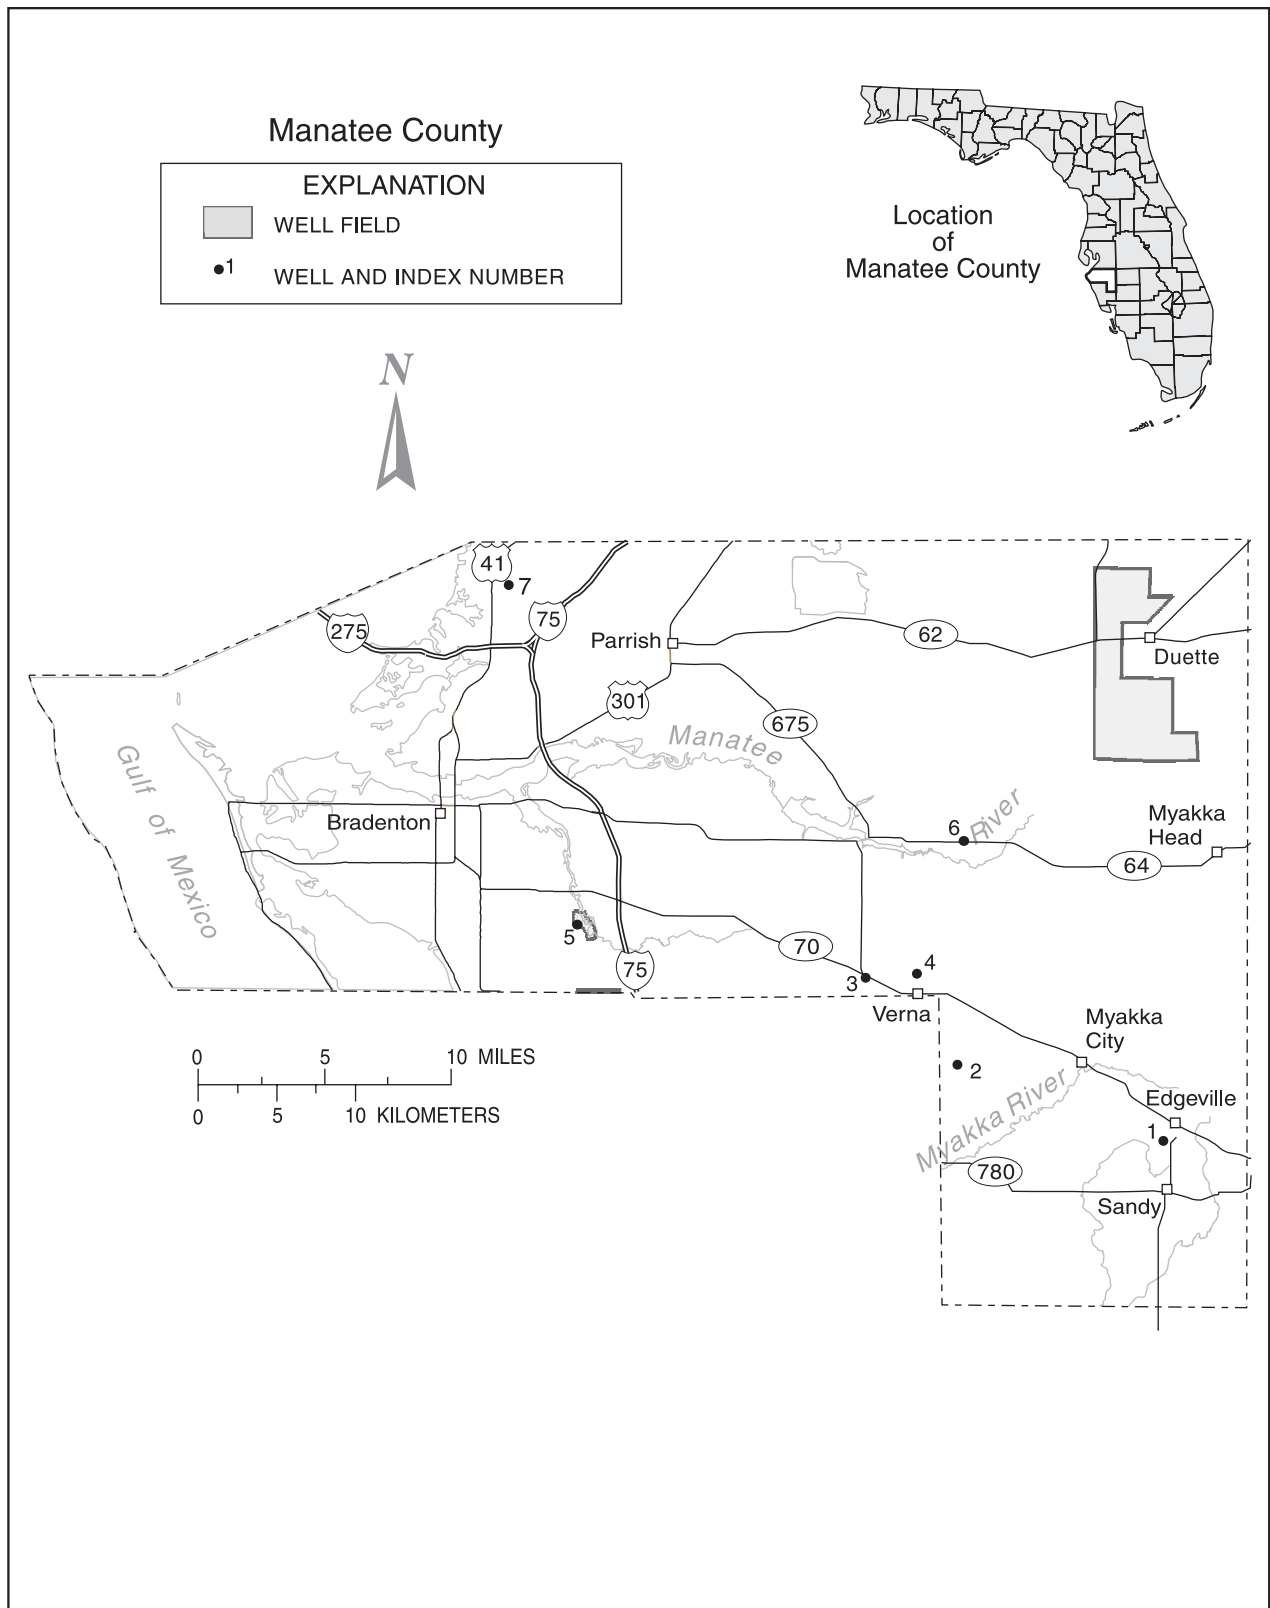 Manatee County
EXPLANATION
WELL FIELD
1
WELL AND INDEX NUMBER
Location
of
Manatee County
N
41
7
75
275
Parrish
62
Duette
301
675
Manatee
Gulf of Mexico
Bradenton
6
River
Myakka
Head
64
5
70
75
4
3
Verna
Myakka
City
0 5 10 MILES
0 5 10 KILOMETERS
2
Myakka River
Edgeville
1
780
Sandy